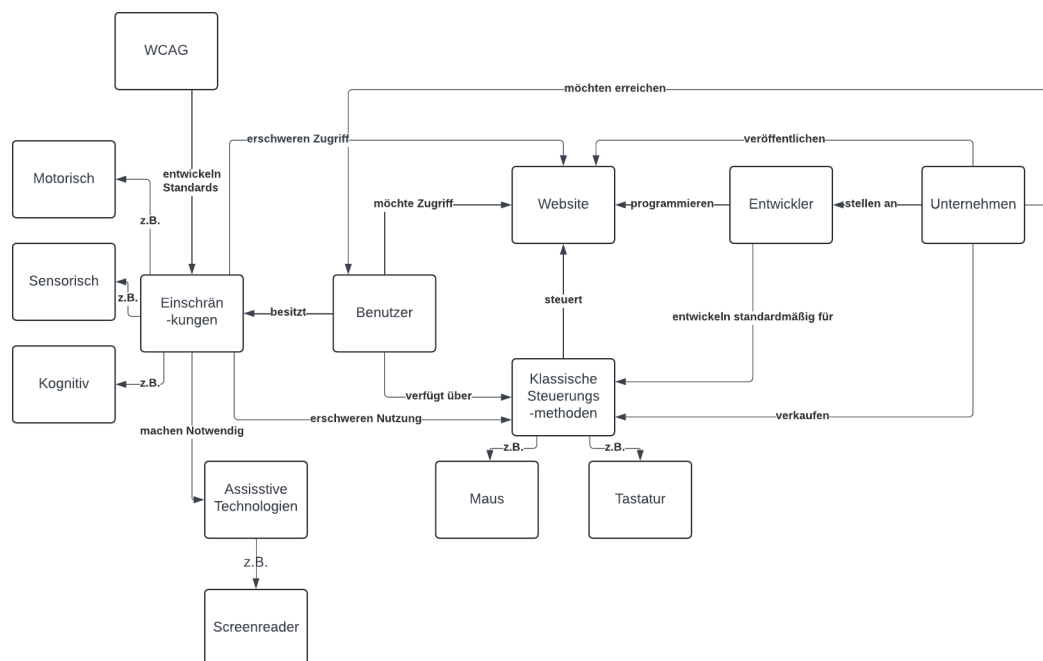 WCAG
möchten erreichen
erschweren Zugriff
veröffentlichen
Motorisch
entwickeln
Standards
möchte Zugriff
Website
programmieren
Entwickler
stellen an
Unternehmen
z.B.
Sensorisch
z.B.
Einschrän
-kungen
besitzt
Benutzer
steuert
entwickeln standardmäßig für
Kognitiv
z.B.
verfügt über
Klassische
Steuerungs
-methoden
erschweren Nutzung
verkaufen
machen Notwendig
z.B.
z.B.
Assisstive
Technologien
Maus
Tastatur
z.B.
Screenreader